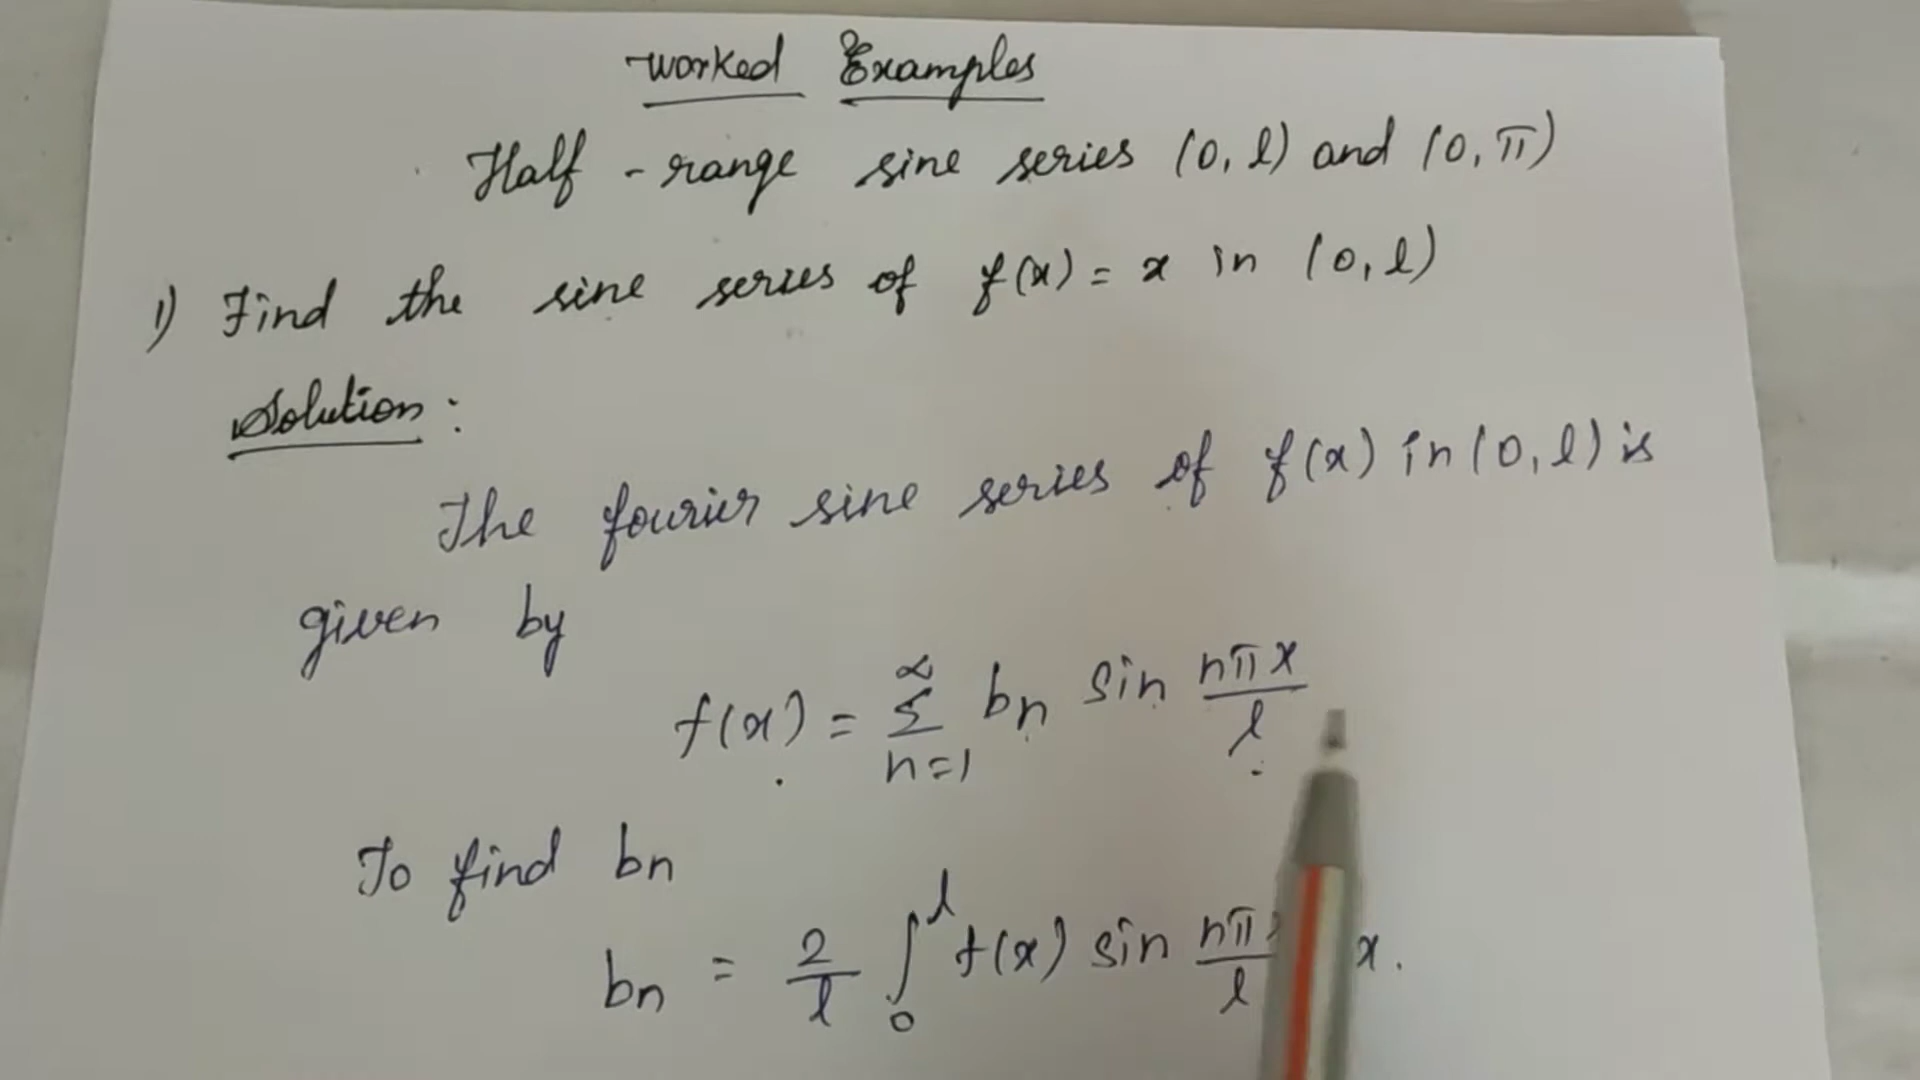 Worked Examples
Half-range sine series (0, l) and (0, π)
1) Find the sine series of f(x) = x in (0, l)
Solution:
The fourier sine series of f(x) in (0, l) is
given by
f(x) = ∑_{n=1}^{∞} bn sin nπx/l
To find bn
bn = 2/l ∫_0^l f(x) sin nπ/l x.